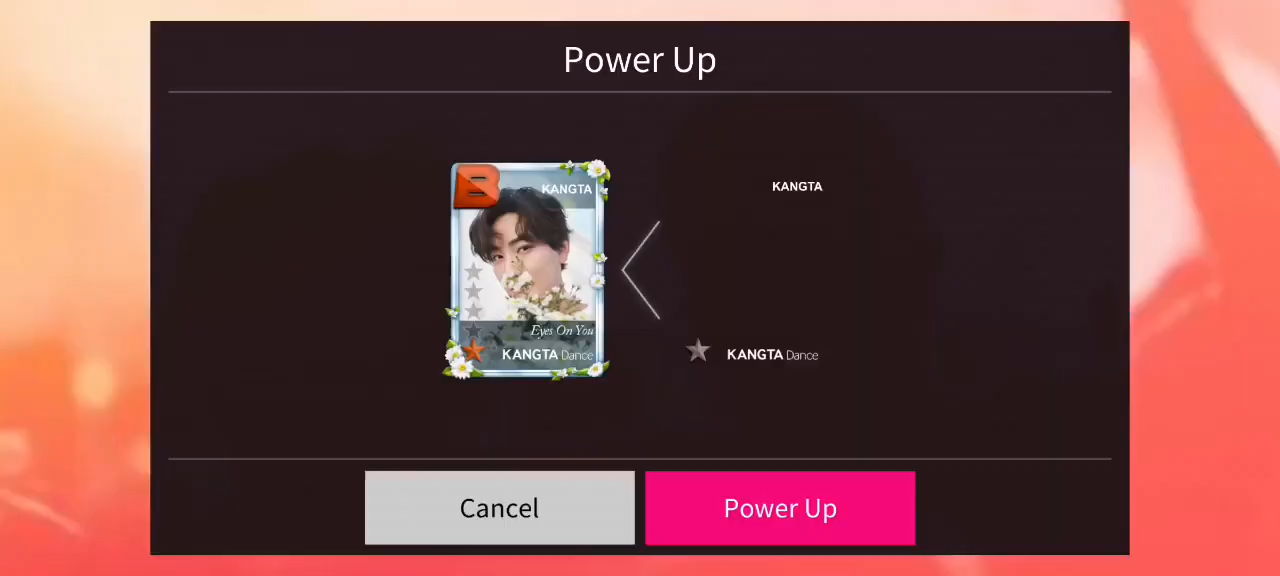 Power Up
B
KANGTA
KANGTA
Eyes On You
KANGTA Dance
KANGTA Dance
Cancel
Power Up